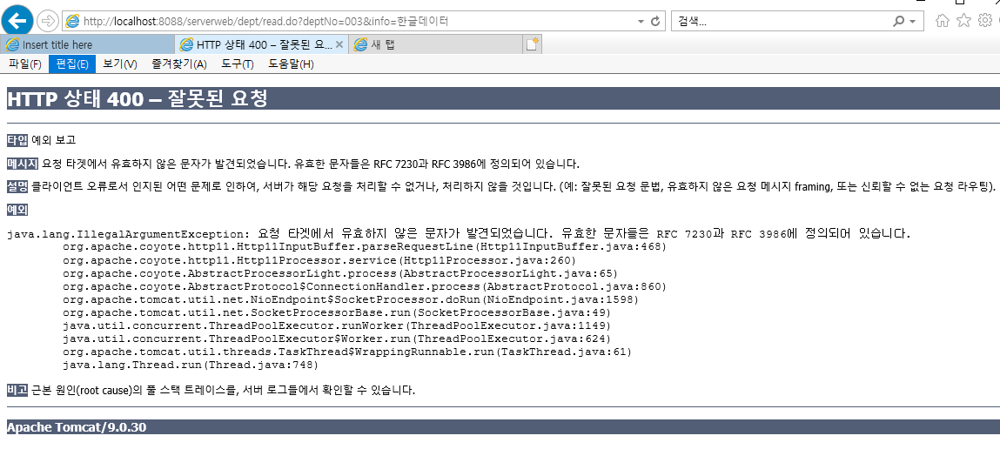 http://localhost:8088/serverweb/dept/read.do?deptNo=003&info=한글데이터
검색...
Insert title here
HTTP 상태 400 – 잘못된 요...
새 탭
파일(F) 편집(E) 보기(V) 즐겨찾기(A) 도구(T) 도움말(H)
HTTP 상태 400 – 잘못된 요청
타입 예외 보고
메시지 요청 타겟에서 유효하지 않은 문자가 발견되었습니다. 유효한 문자들은 RFC 7230과 RFC 3986에 정의되어 있습니다.
설명 클라이언트 오류로서 인지된 어떤 문제로 인하여, 서버가 해당 요청을 처리할 수 없거나, 처리하지 않을 것입니다. (예: 잘못된 요청 문법, 유효하지 않은 요청 메시지 framing, 또는 신뢰할 수 없는 요청 라우팅).
예외
java.lang.IllegalArgumentException: 요청 타겟에서 유효하지 않은 문자가 발견되었습니다. 유효한 문자들은 RFC 7230과 RFC 3986에 정의되어 있습니다.
org.apache.coyote.http11.Http11InputBuffer.parseRequestLine(Http11InputBuffer.java:468)
org.apache.coyote.http11.Http11Processor.service(Http11Processor.java:260)
org.apache.coyote.AbstractProcessorLight.process(AbstractProcessorLight.java:65)
org.apache.coyote.AbstractProtocol$ConnectionHandler.process(AbstractProtocol.java:860)
org.apache.tomcat.util.net.NioEndpoint$SocketProcessor.doRun(NioEndpoint.java:1598)
org.apache.tomcat.util.net.SocketProcessorBase.run(SocketProcessorBase.java:49)
java.util.concurrent.ThreadPoolExecutor.runWorker(ThreadPoolExecutor.java:1149)
java.util.concurrent.ThreadPoolExecutor$Worker.run(ThreadPoolExecutor.java:624)
org.apache.tomcat.util.threads.TaskThread$WrappingRunnable.run(TaskThread.java:61)
java.lang.Thread.run(Thread.java:748)
비고 근본 원인(root cause)의 풀 스택 트레이스를, 서버 로그들에서 확인할 수 있습니다.
Apache Tomcat/9.0.30